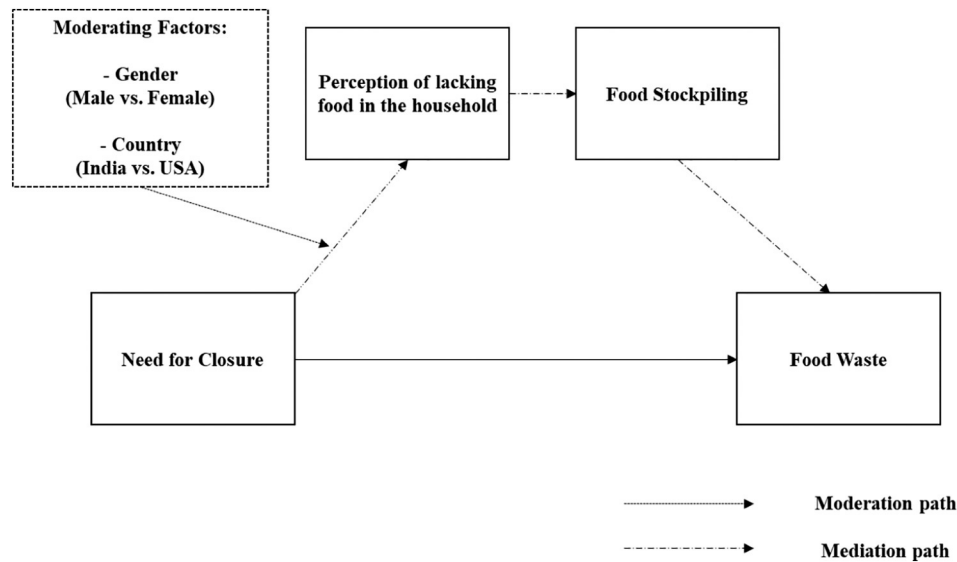 Moderating Factors:
- Gender
(Male vs. Female)
- Country
(India vs. USA)
Perception of lacking
food in the household
Food Stockpiling
Need for Closure
Food Waste
Moderation path
Mediation path